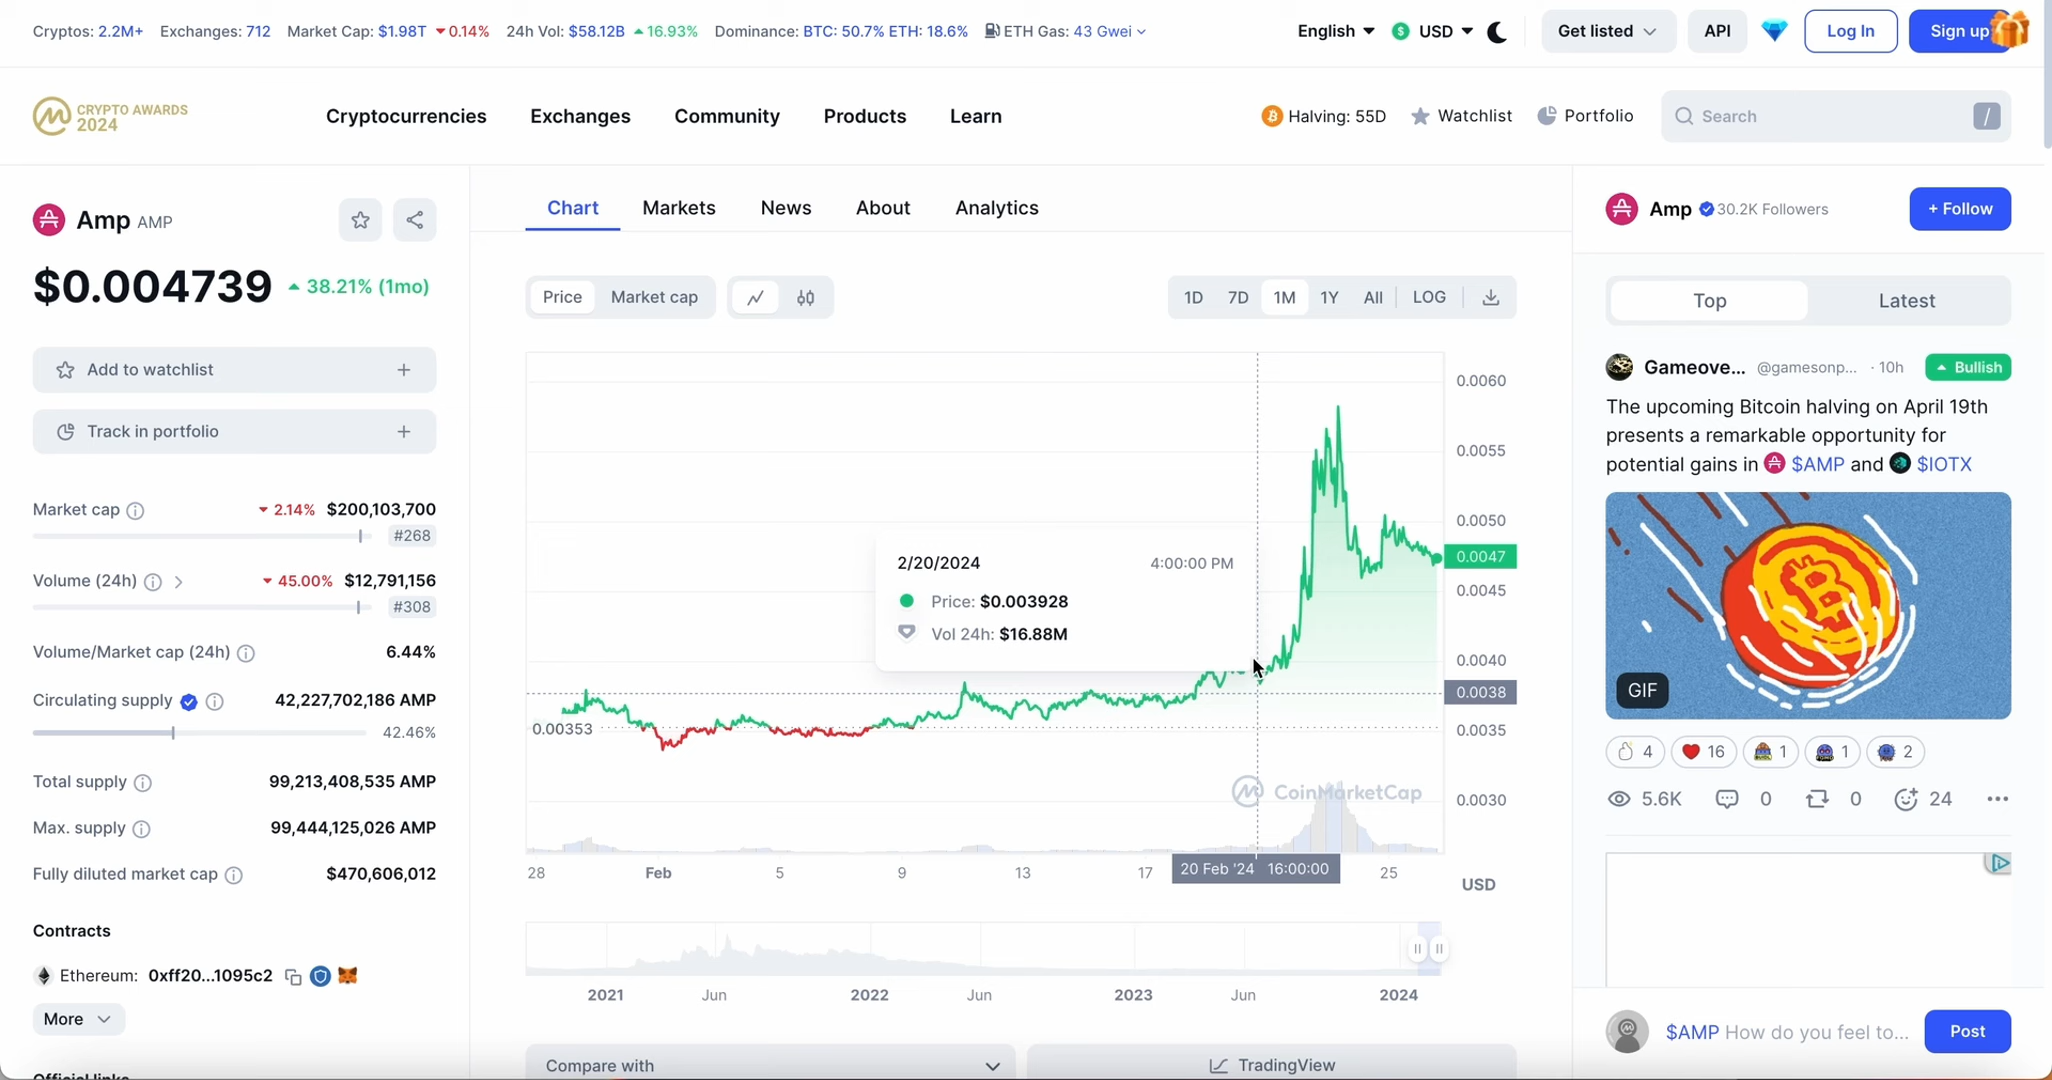 Cryptos: 2.2M+ Exchanges: 712 Market Cap: $1.98T 0.14% 24h Vol: $58.12B 16.93% Dominance: BTC: 50.7% ETH: 18.6% ETH Gas: 43 Gwei English USD Get listed API Log In Sign up
CRYPTO AWARDS
2024
Cryptocurrencies Exchanges Community Products Learn Halving: 55D Watchlist Portfolio Search /
Amp AMP
$0.004739 38.21% (1mo)
Add to watchlist +
Track in portfolio +
Market cap 2.14% $200,103,700
#268
Volume (24h) 45.00% $12,791,156
#308
Volume/Market cap (24h) 6.44%
Circulating supply 42,227,702,186 AMP
42.46%
Total supply 99,213,408,535 AMP
Max. supply 99,444,125,026 AMP
Fully diluted market cap $470,606,012
Contracts
Ethereum: 0xff20...1095c2
More
Official links
Chart Markets News About Analytics
Price Market cap 1D 7D 1M 1Y All LOG
0.0060
0.0055
0.0050
0.0047
0.0045
0.0040
0.0038
0.0035
0.0030
2/20/2024 4:00:00 PM
Price: $0.003928
Vol 24h: $16.88M
0.00353
CoinMarketCap
28 Feb 5 9 13 17 20 Feb '24 16:00:00 25
USD
2021 Jun 2022 Jun 2023 Jun 2024
Compare with TradingView
Amp 30.2K Followers + Follow
Top Latest
Gameove... @gamesonp... · 10h Bullish
The upcoming Bitcoin halving on April 19th
presents a remarkable opportunity for
potential gains in $AMP and $IOTX
GIF
4 16 1 1 2
5.6K 0 0 24
$AMP How do you feel to... Post